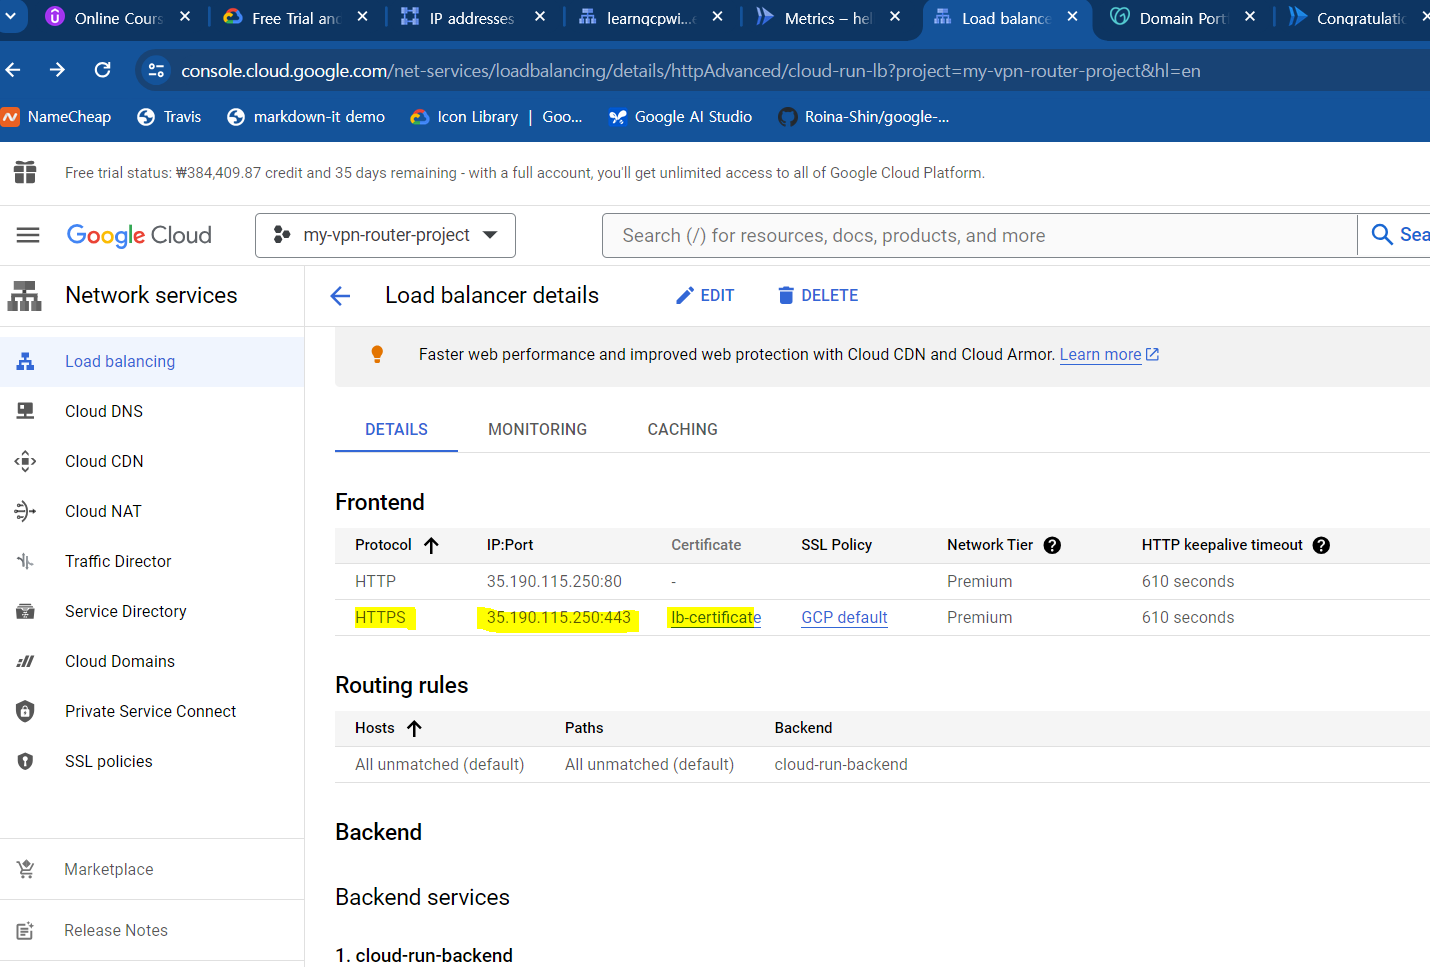 Online Cours
Free Trial and
IP addresses
learngcpwi...
Metrics – hel
Load balance
Domain Port
Congratulati
console.cloud.google.com/net-services/loadbalancing/details/httpAdvanced/cloud-run-lb?project=my-vpn-router-project&hl=en
NameCheap
Travis
markdown-it demo
Icon Library | Goo...
Google AI Studio
Roina-Shin/google-...
Free trial status: ₩384,409.87 credit and 35 days remaining - with a full account, you'll get unlimited access to all of Google Cloud Platform.
Google Cloud
my-vpn-router-project
Search (/) for resources, docs, products, and more
Sea
Network services
Load balancer details
EDIT
DELETE
Load balancing
Cloud DNS
Cloud CDN
Cloud NAT
Traffic Director
Service Directory
Cloud Domains
Private Service Connect
SSL policies
Marketplace
Release Notes
Faster web performance and improved web protection with Cloud CDN and Cloud Armor. Learn more
DETAILS MONITORING CACHING
Frontend
Protocol IP:Port Certificate SSL Policy Network Tier HTTP keepalive timeout
HTTP 35.190.115.250:80 - Premium 610 seconds
HTTPS 35.190.115.250:443 lb-certificate GCP default Premium 610 seconds
Routing rules
Hosts Paths Backend
All unmatched (default) All unmatched (default) cloud-run-backend
Backend
Backend services
1. cloud-run-backend